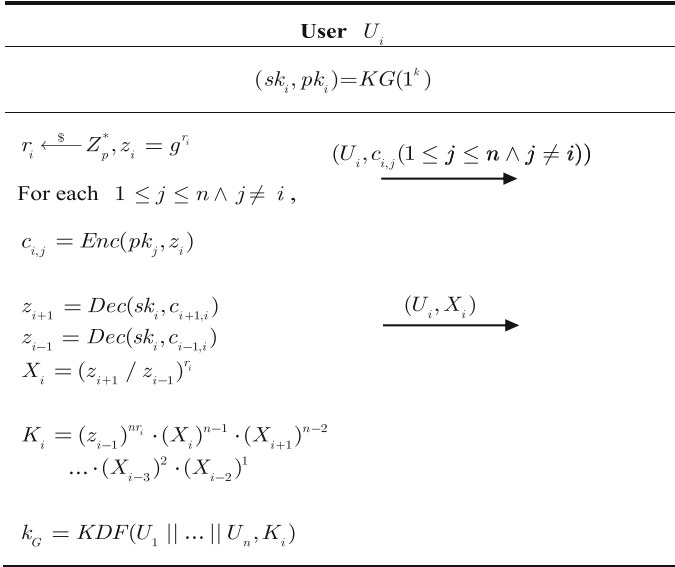 User U_i
(sk_i, pk_i)=KG(1^k)
r_i ←$ Z_p^*, z_i = g^{r_i}
(U_i, c_{i,j}(1 ≤ j ≤ n ∧ j ≠ i))
For each 1 ≤ j ≤ n ∧ j ≠ i ,
c_{i,j} = Enc(pk_j, z_i)
z_{i+1} = Dec(sk_i, c_{i+1,i})
(U_i, X_i)
z_{i−1} = Dec(sk_i, c_{i−1,i})
X_i = (z_{i+1} / z_{i−1})^{r_i}
K_i = (z_{i−1})^{nr_i} · (X_i)^{n−1} · (X_{i+1})^{n−2}
... · (X_{i−3})^2 · (X_{i−2})^1
k_G = KDF(U_1 || ... || U_n, K_i)